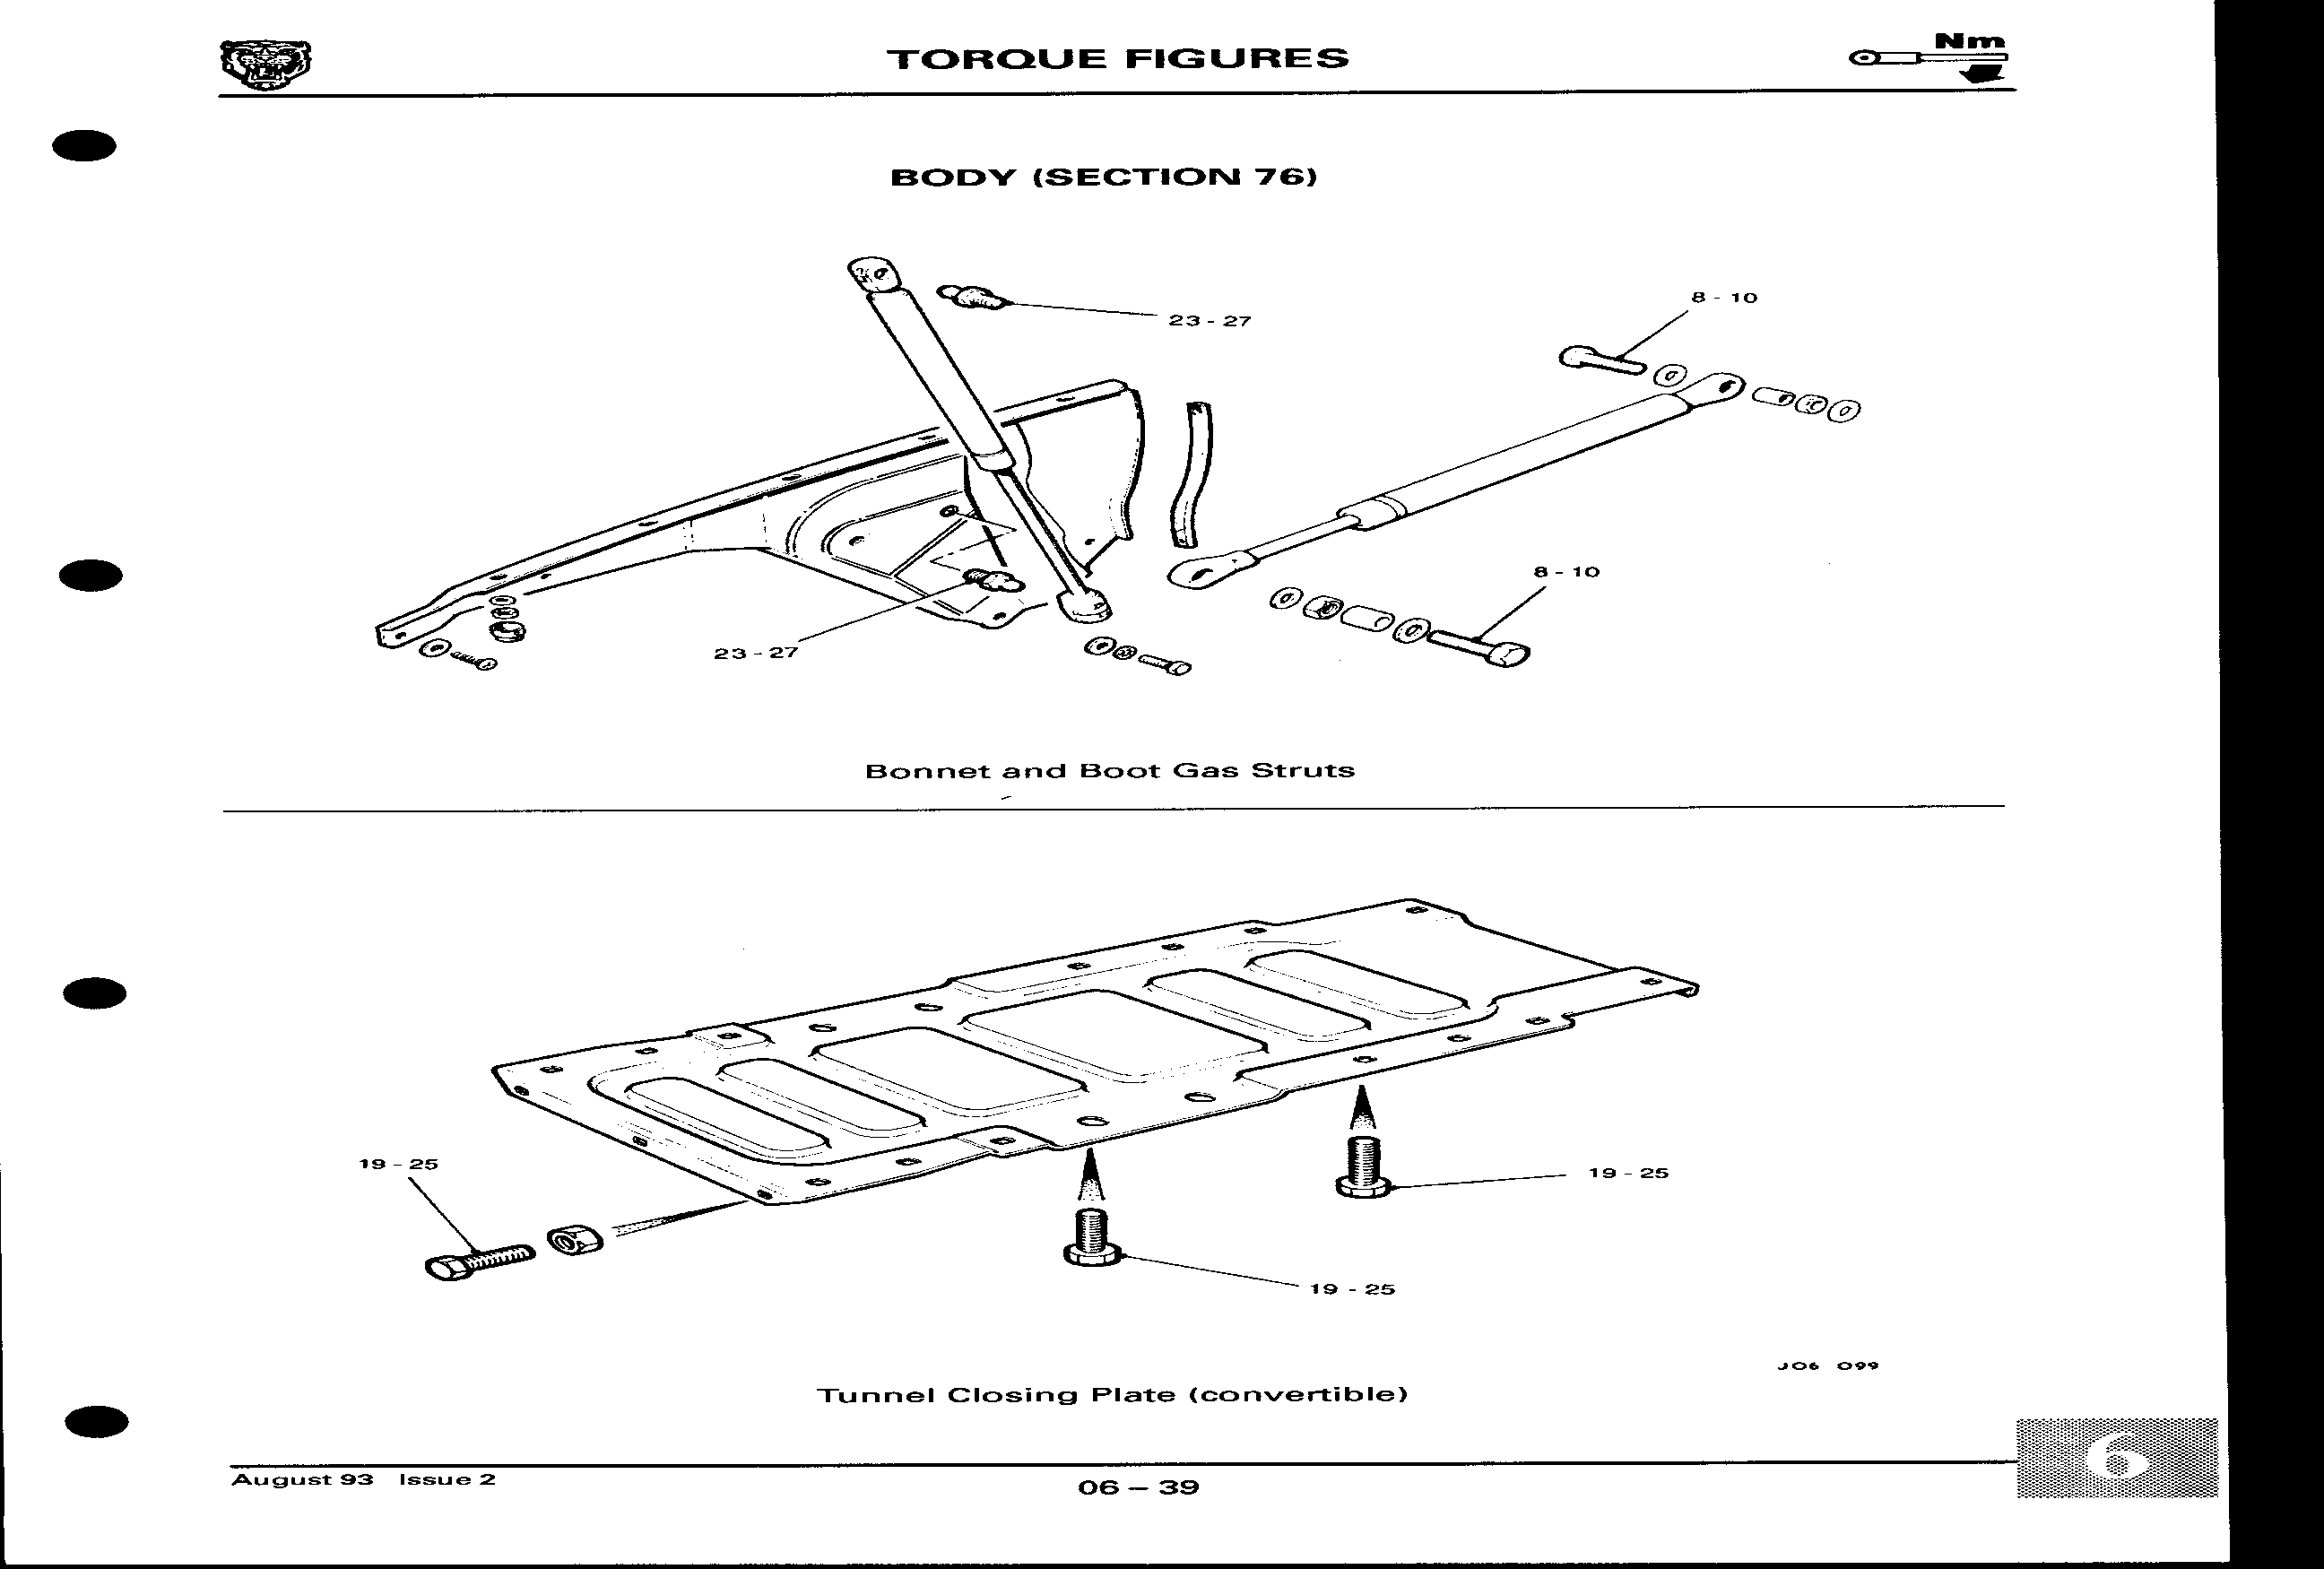 TORQUE FIGURES
Nm
BODY (SECTION 76)
23 - 27
8 - 10
8 - 10
23 - 27
Bonnet and Boot Gas Struts
19 - 25
19 - 25
19 - 25
J06 099
Tunnel Closing Plate (convertible)
6
August 93 Issue 2
06 – 39